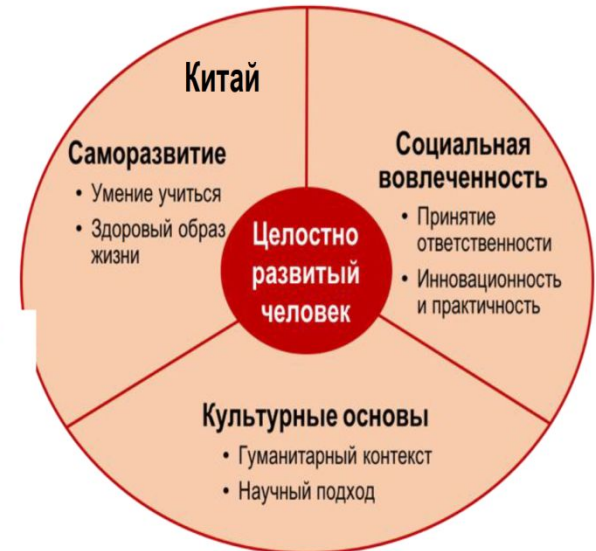 Китай
Саморазвитие
• Умение учиться
• Здоровый образ
жизни
Социальная
вовлеченность
• Принятие
ответственности
• Инновационность
и практичность
Целостно
развитый
человек
Культурные основы
• Гуманитарный контекст
• Научный подход